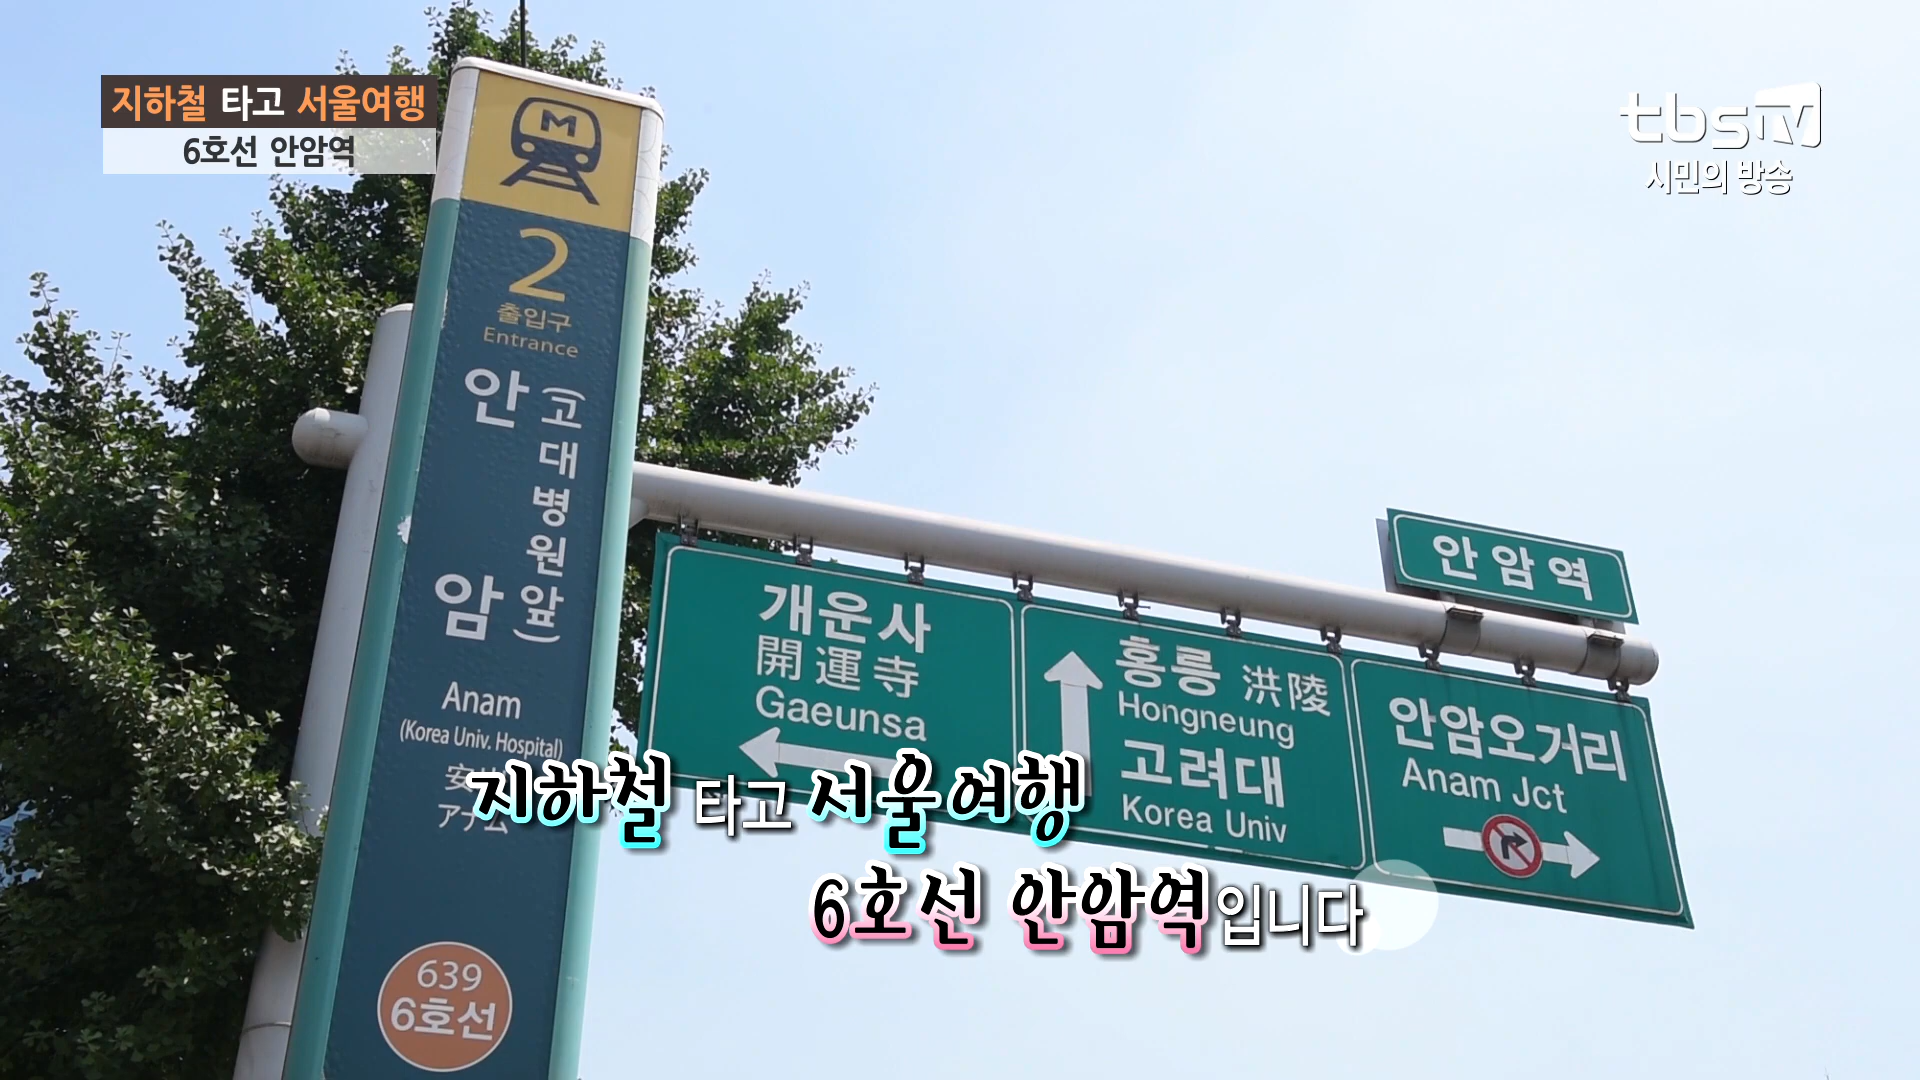 지하철 타고 서울여행
6호선 안암역
tbs TV
시민의 방송
M
2
출입구
Entrance
안암
(고대병원앞)
Anam
(Korea Univ. Hospital)
安
アナム
639
6호선
안암역
개운사
開運寺
Gaeunsa
홍릉 洪陵
Hongneung
고려대
Korea Univ
안암오거리
Anam Jct
지하철 타고 서울여행
6호선 안암역입니다